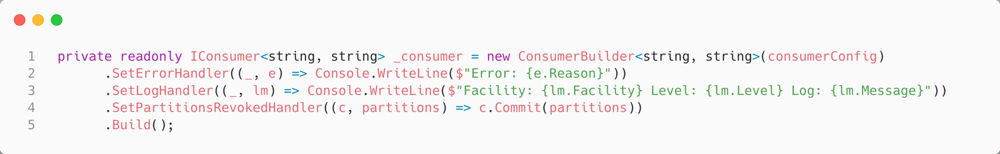 1 private readonly IConsumer<string, string> _consumer = new ConsumerBuilder<string, string>(consumerConfig)
2 .SetErrorHandler((_, e) => Console.WriteLine($"Error: {e.Reason}"))
3 .SetLogHandler((_, lm) => Console.WriteLine($"Facility: {lm.Facility} Level: {lm.Level} Log: {lm.Message}"))
4 .SetPartitionsRevokedHandler((c, partitions) => c.Commit(partitions))
5 .Build();